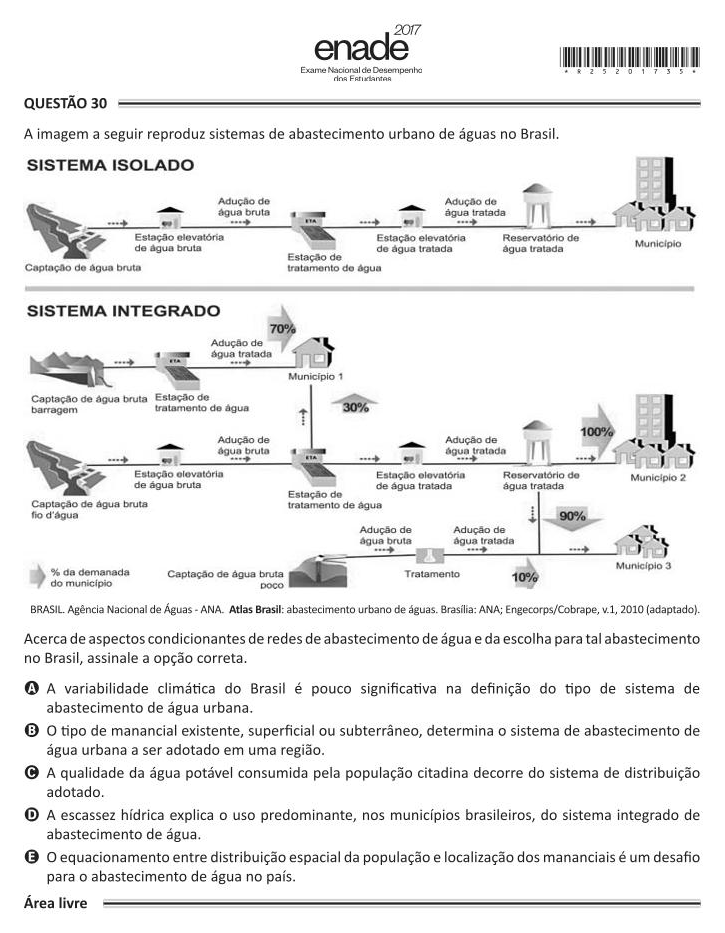 2017
enade
Exame Nacional de Desempenho
dos Estudantes
*R25201735*
QUESTÃO 30
A imagem a seguir reproduz sistemas de abastecimento urbano de águas no Brasil.
SISTEMA ISOLADO
Adução de
água bruta
Adução de
água tratada
ETA
Captação de água bruta
Estação elevatória
de água bruta
Estação de
tratamento de água
Estação elevatória
de água tratada
Reservatório de
água tratada
Município
SISTEMA INTEGRADO
70%
Adução de
água tratada
ETA
Município 1
Captação de água bruta
barragem
Estação de
tratamento de água
30%
100%
Adução de
água bruta
Adução de
água tratada
ETA
Captação de água bruta
fio d'água
Estação elevatória
de água bruta
Estação de
tratamento de água
Estação elevatória
de água tratada
Reservatório de
água tratada
Município 2
90%
Adução de
água bruta
Adução de
água tratada
% da demanada
do município
Captação de água bruta
poço
Tratamento
10%
Município 3
BRASIL. Agência Nacional de Águas - ANA. Atlas Brasil: abastecimento urbano de águas. Brasília: ANA; Engecorps/Cobrape, v.1, 2010 (adaptado).
Acerca de aspectos condicionantes de redes de abastecimento de água e da escolha para tal abastecimento
no Brasil, assinale a opção correta.
A A variabilidade climática do Brasil é pouco significativa na definição do tipo de sistema de
abastecimento de água urbana.
B O tipo de manancial existente, superficial ou subterrâneo, determina o sistema de abastecimento de
água urbana a ser adotado em uma região.
C A qualidade da água potável consumida pela população citadina decorre do sistema de distribuição
adotado.
D A escassez hídrica explica o uso predominante, nos municípios brasileiros, do sistema integrado de
abastecimento de água.
E O equacionamento entre distribuição espacial da população e localização dos mananciais é um desafio
para o abastecimento de água no país.
Área livre